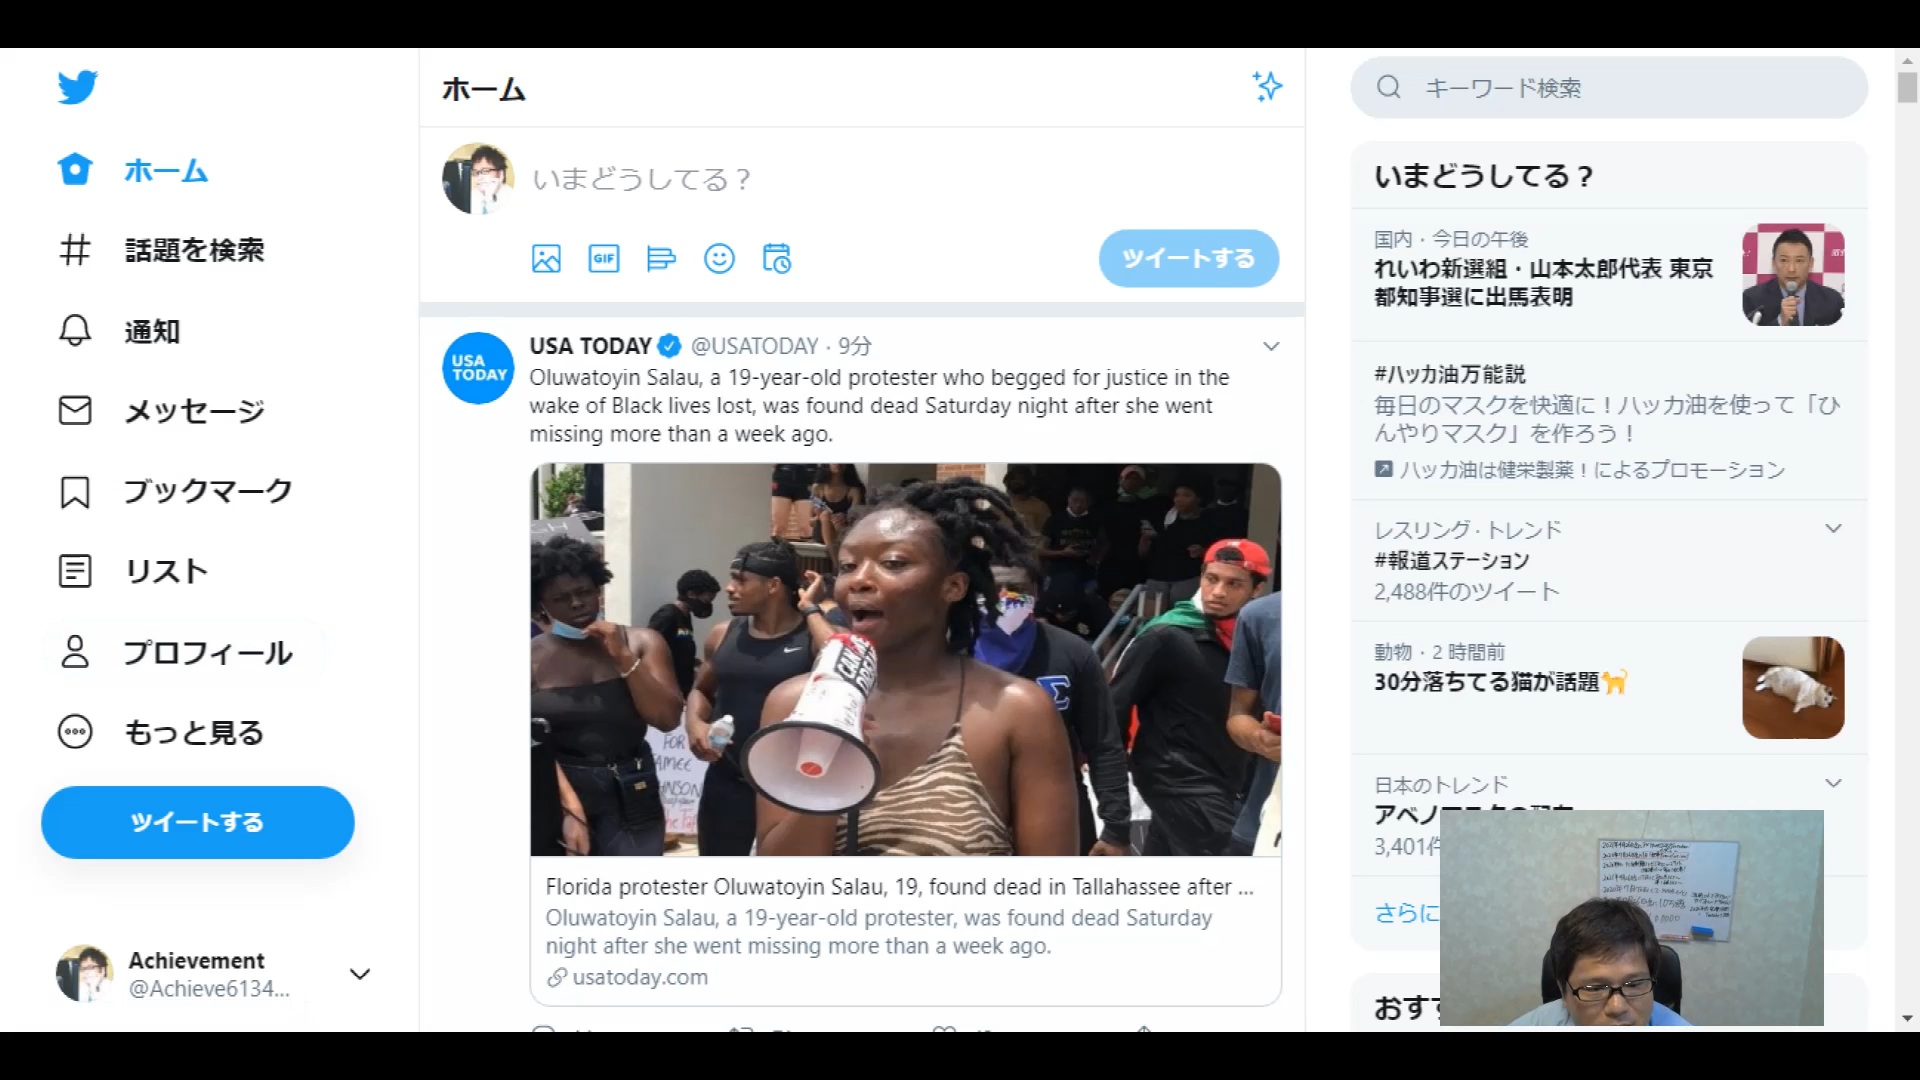 ホーム
話題を検索
通知
メッセージ
ブックマーク
リスト
プロフィール
もっと見る
ツイートする
Achievement
@Achieve6134...
ホーム
いまどうしてる？
GIF
ツイートする
USA TODAY
USA TODAY @USATODAY · 9分
Oluwatoyin Salau, a 19-year-old protester who begged for justice in the
wake of Black lives lost, was found dead Saturday night after she went
missing more than a week ago.
FOR
Florida protester Oluwatoyin Salau, 19, found dead in Tallahassee after ...
Oluwatoyin Salau, a 19-year-old protester, was found dead Saturday
night after she went missing more than a week ago.
usatoday.com
キーワード検索
いまどうしてる？
国内 · 今日の午後
れいわ新選組・山本太郎代表 東京
都知事選に出馬表明
#ハッカ油万能説
毎日のマスクを快適に！ハッカ油を使って「ひ
んやりマスク」を作ろう！
ハッカ油は健栄製薬！によるプロモーション
レスリング · トレンド
#報道ステーション
2,488件のツイート
動物 · 2 時間前
30分落ちてる猫が話題🐈
日本のトレンド
3,401件
さらに
おす